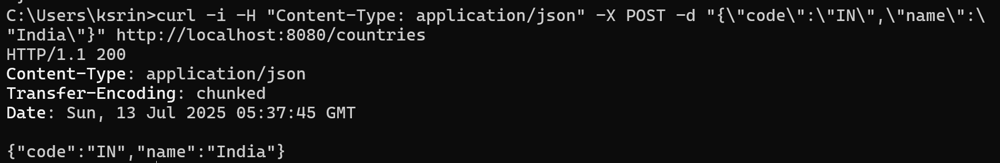 C:\Users\ksrin>curl -i -H "Content-Type: application/json" -X POST -d "{\"code\":\"IN\",\"name\":\
"India\"}" http://localhost:8080/countries
HTTP/1.1 200
Content-Type: application/json
Transfer-Encoding: chunked
Date: Sun, 13 Jul 2025 05:37:45 GMT

{"code":"IN","name":"India"}